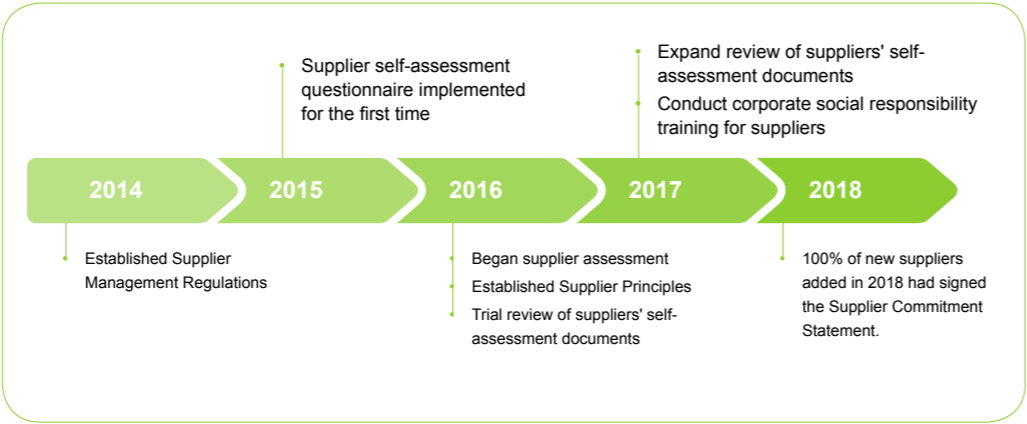 Supplier self-assessment
questionnaire implemented
for the first time
Expand review of suppliers' self-
assessment documents
Conduct corporate social responsibility
training for suppliers
2014
2015
2016
2017
2018
Established Supplier
Management Regulations
Began supplier assessment
Established Supplier Principles
Trial review of suppliers' self-
assessment documents
100% of new suppliers
added in 2018 had signed
the Supplier Commitment
Statement.